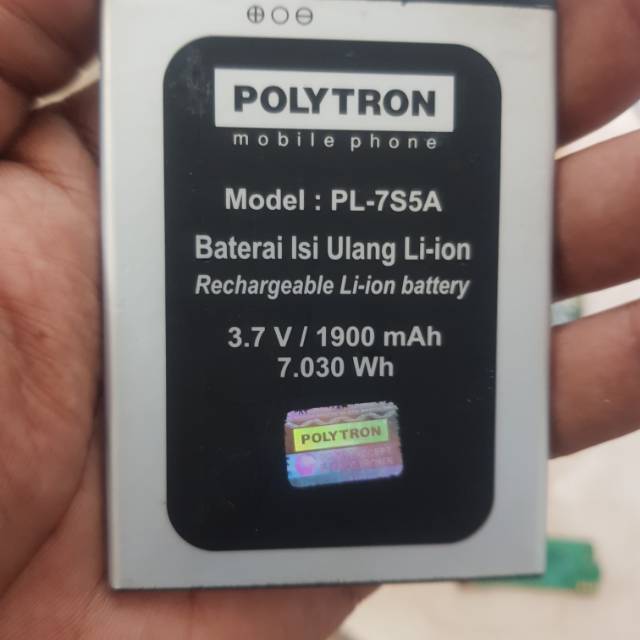 POLYTRON
mobile phone
Model : PL-7S5A
Baterai Isi Ulang Li-ion
Rechargeable Li-ion battery
3.7 V / 1900 mAh
7.030 Wh
POLYTRON